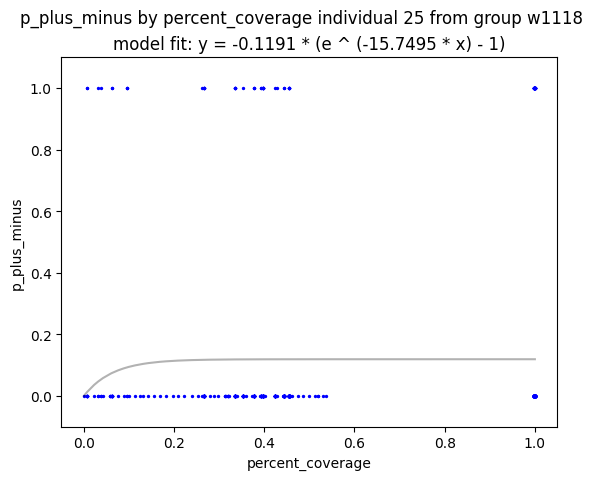 p_plus_minus by percent_coverage individual 25 from group w1118
model fit: y = -0.1191 * (e ^ (-15.7495 * x) - 1)
1.0
0.8
0.6
0.4
0.2
0.0
p_plus_minus
0.0 0.2 0.4 0.6 0.8 1.0
percent_coverage